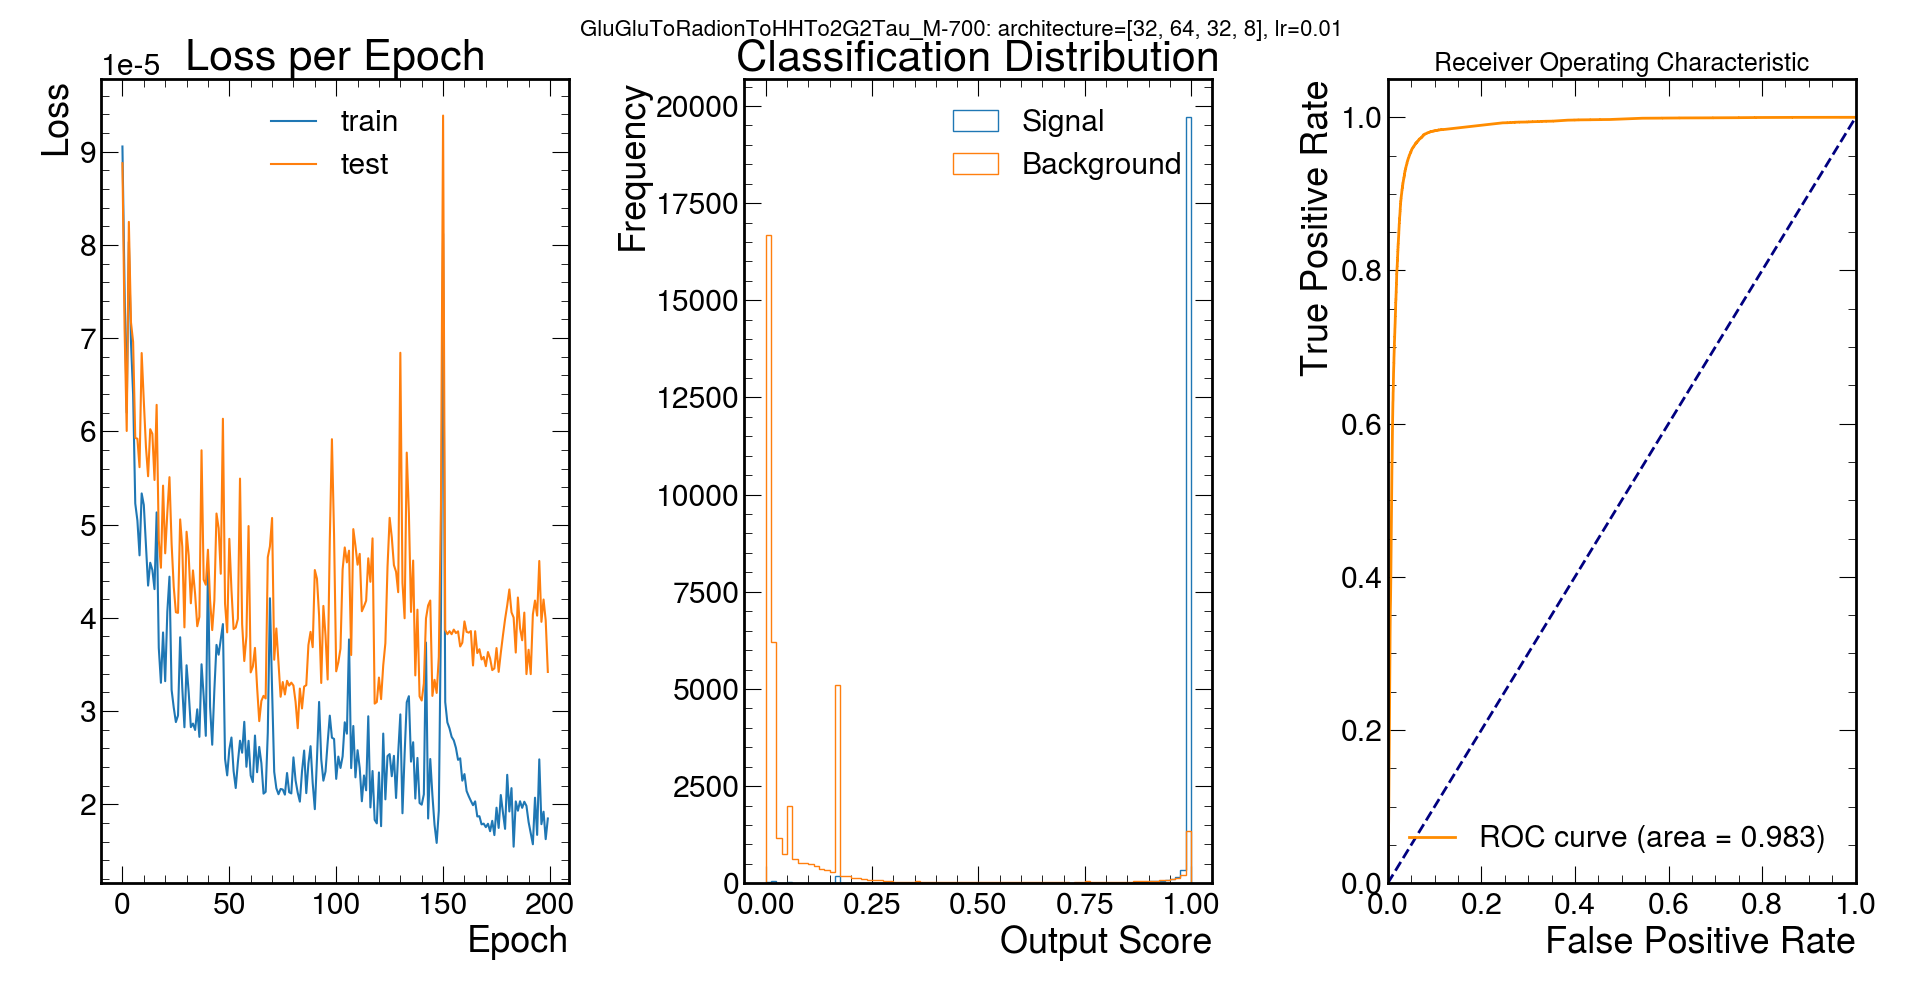 GluGluToRadionToHHTo2G2Tau_M-700: architecture=[32, 64, 32, 8], lr=0.01
Loss per Epoch
1e-5
Loss
9
8
7
6
5
4
3
2
0 50 100 150 200
Epoch
train
test
Classification Distribution
Frequency
20000
17500
15000
12500
10000
7500
5000
2500
0
0.00 0.25 0.50 0.75 1.00
Output Score
Signal
Background
Receiver Operating Characteristic
True Positive Rate
1.0
0.8
0.6
0.4
0.2
0.0
0.0 0.2 0.4 0.6 0.8 1.0
False Positive Rate
ROC curve (area = 0.983)